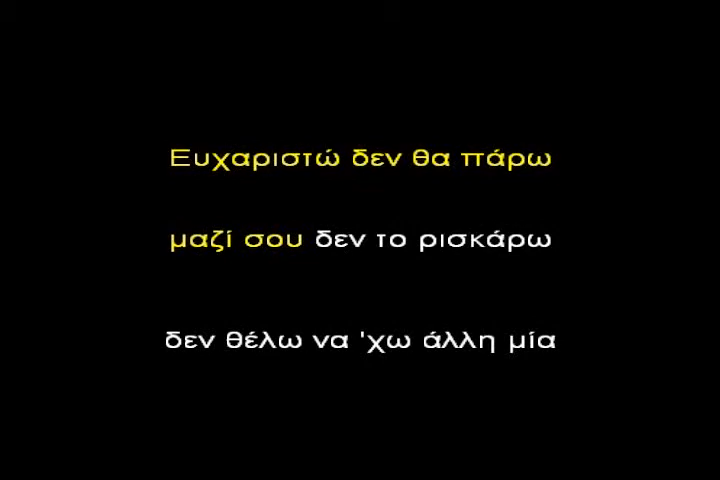 Ευχαριστώ δεν θα πάρω
μαζί σου δεν το ρισκάρω
δεν θέλω να 'χω άλλη μία